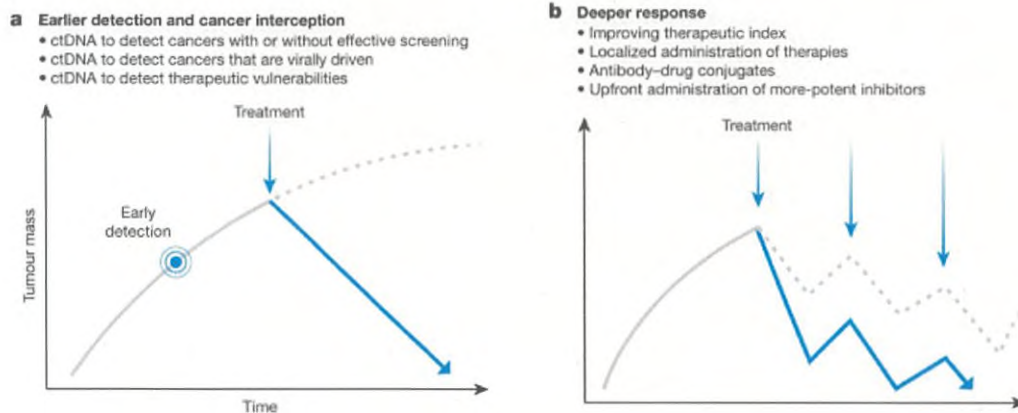 a Earlier detection and cancer interception
• ctDNA to detect cancers with or without effective screening
• ctDNA to detect cancers that are virally driven
• ctDNA to detect therapeutic vulnerabilities
Treatment
Early
detection
Tumour mass
Time
b Deeper response
• Improving therapeutic index
• Localized administration of therapies
• Antibody–drug conjugates
• Upfront administration of more-potent inhibitors
Treatment